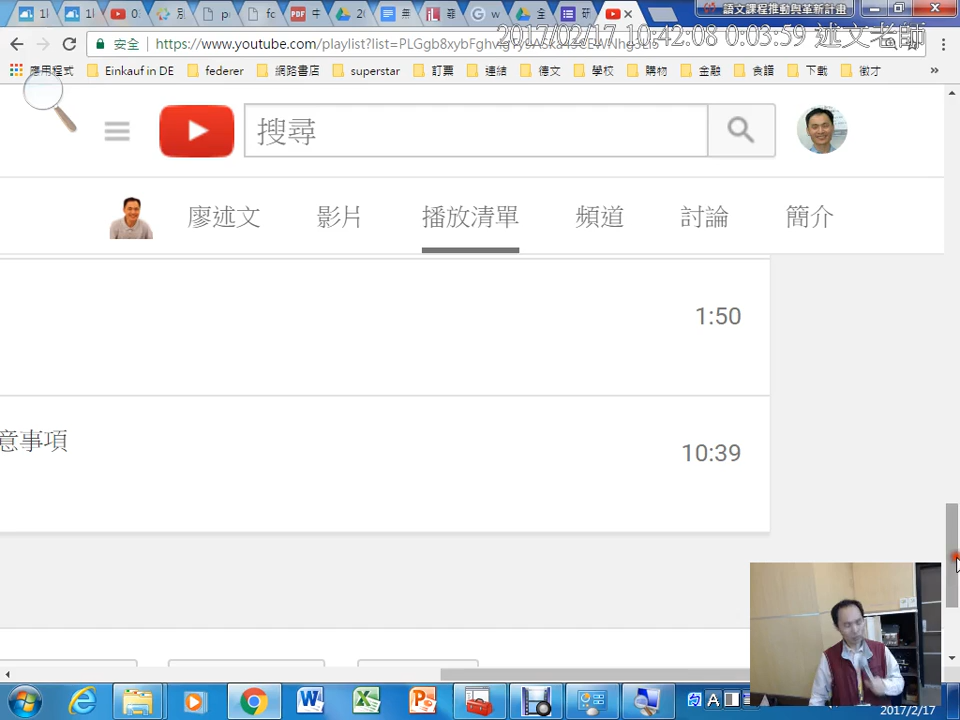 語文課程推動與革新計畫
2017/02/17 10:42:08 0:03:59 述文老師
安全 https://www.youtube.com/playlist?list=PLGgb8xybFghv
應用程式 Einkauf in DE federer 網路書店 superstar 訂票 連結 德文 學校 購物 金融 食譜 下載 徵才 »
搜尋
廖述文 影片 播放清單 頻道 討論 簡介
1:50
意事項
10:39
2017/2/17